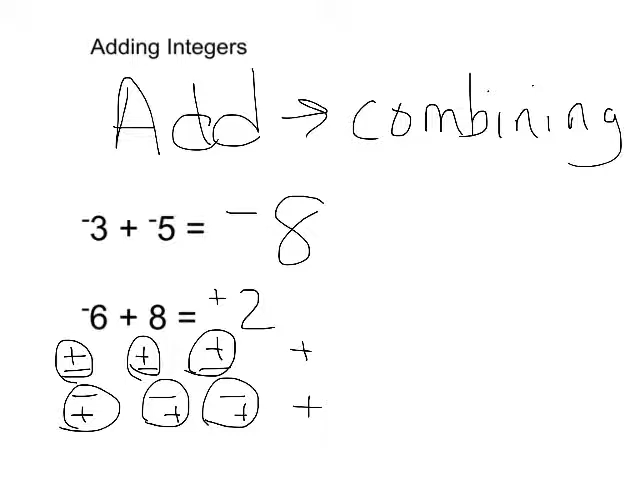 Adding Integers
Add → combining
⁻3 + ⁻5 = ⁻8
⁻6 + 8 = ⁺2
+ + + +
− − −
− − − +
+ + +